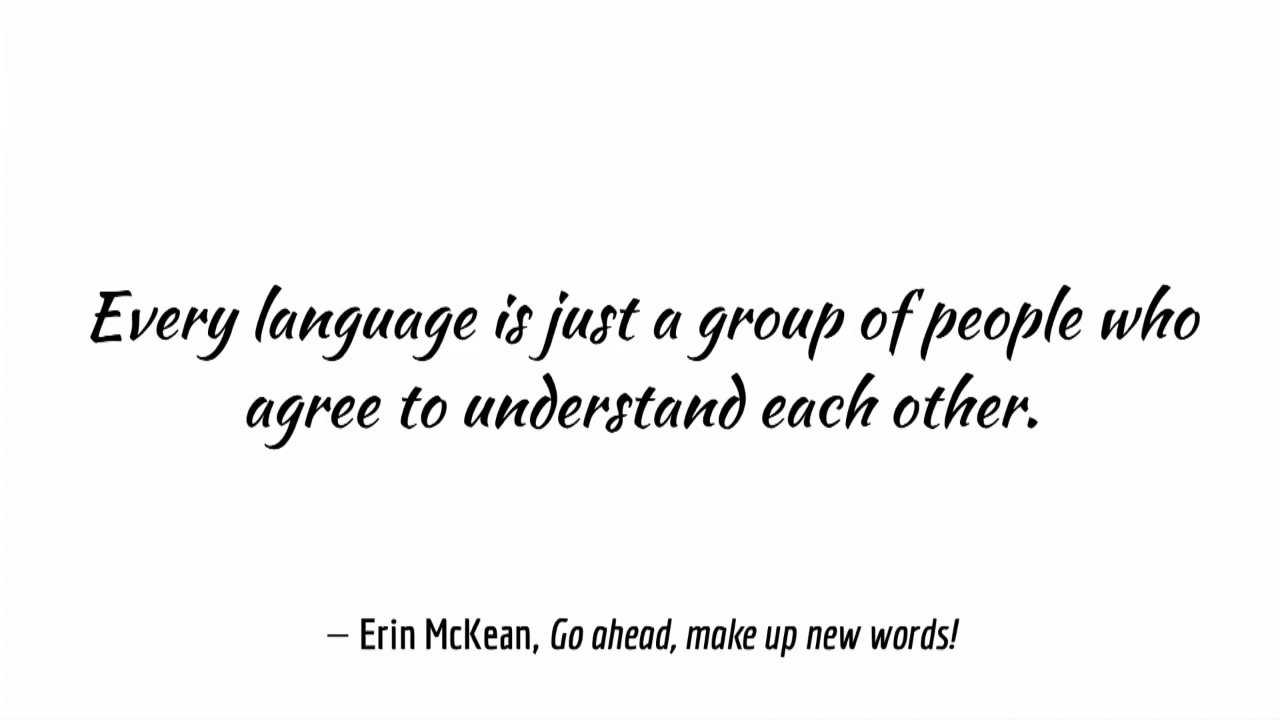 Every language is just a group of people who
agree to understand each other.
– Erin McKean, Go ahead, make up new words!